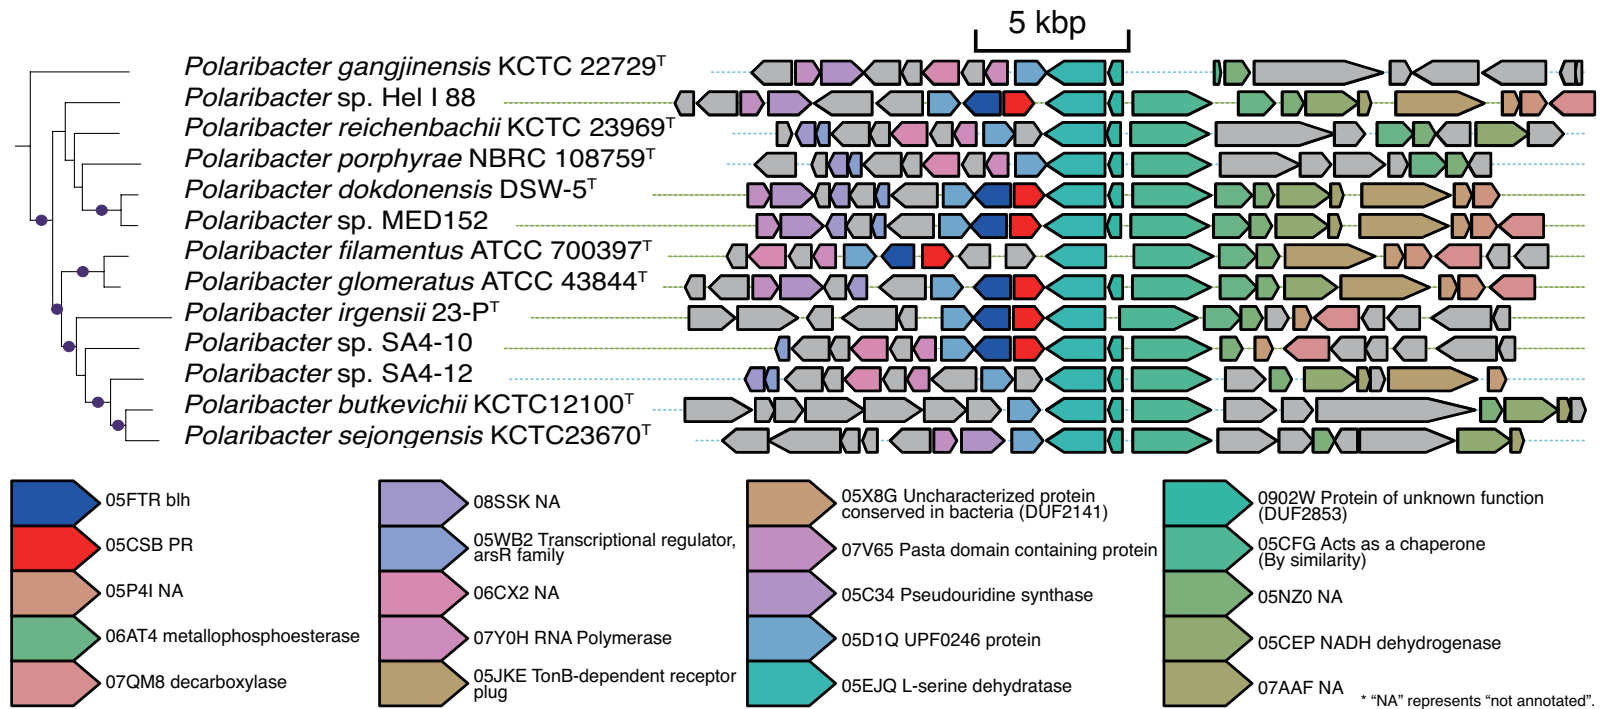 5 kbp
Polaribacter gangjinensis KCTC 22729ᵀ
Polaribacter sp. Hel I 88
Polaribacter reichenbachii KCTC 23969ᵀ
Polaribacter porphyrae NBRC 108759ᵀ
Polaribacter dokdonensis DSW-5ᵀ
Polaribacter sp. MED152
Polaribacter filamentus ATCC 700397ᵀ
Polaribacter glomeratus ATCC 43844ᵀ
Polaribacter irgensii 23-Pᵀ
Polaribacter sp. SA4-10
Polaribacter sp. SA4-12
Polaribacter butkevichii KCTC12100ᵀ
Polaribacter sejongensis KCTC23670ᵀ
05FTR blh
05CSB PR
05P4I NA
06AT4 metallophosphoesterase
07QM8 decarboxylase
08SSK NA
05WB2 Transcriptional regulator,
arsR family
06CX2 NA
07Y0H RNA Polymerase
05JKE TonB-dependent receptor
plug
05X8G Uncharacterized protein
conserved in bacteria (DUF2141)
07V65 Pasta domain containing protein
05C34 Pseudouridine synthase
05D1Q UPF0246 protein
05EJQ L-serine dehydratase
0902W Protein of unknown function
(DUF2853)
05CFG Acts as a chaperone
(By similarity)
05NZ0 NA
05CEP NADH dehydrogenase
07AAF NA
* “NA” represents “not annotated”.